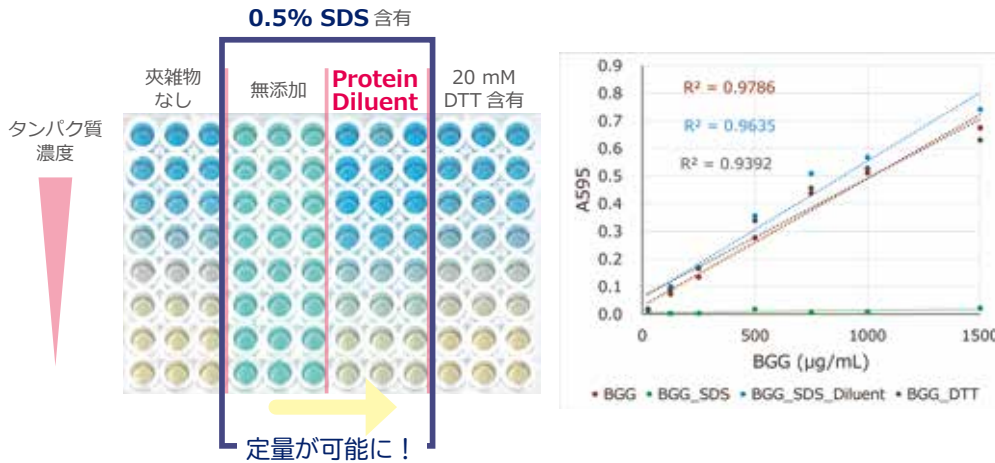 0.5% SDS 含有
夾雑物
なし
無添加
Protein
Diluent
20 mM
DTT 含有
タンパク質
濃度
定量が可能に！
0.9
0.8
0.7
0.6
0.5
0.4
0.3
0.2
0.1
0.0
A595
R² = 0.9786
R² = 0.9635
R² = 0.9392
0
500
1000
1500
BGG (μg/mL)
BGG
BGG_SDS
BGG_SDS_Diluent
BGG_DTT